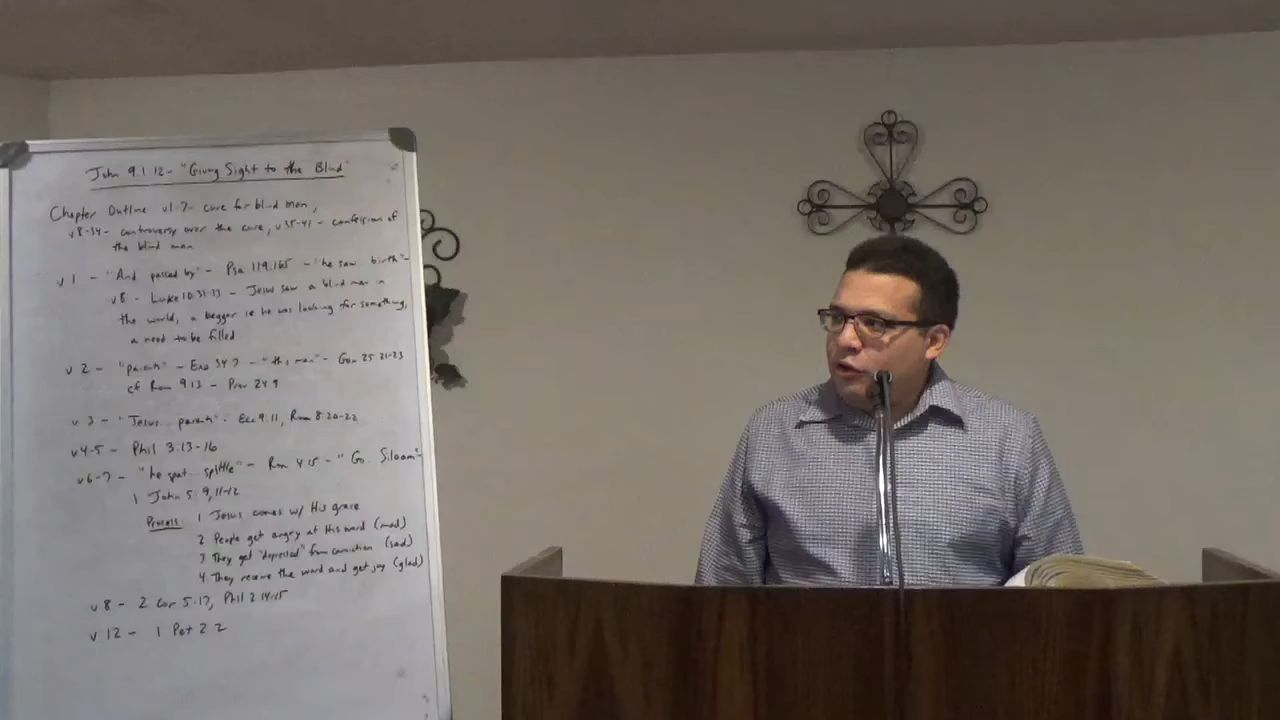 John 9:1-12 - "Giving Sight to the Blind"
Chapter Outline v1-7- cure for blind man,
v8-34- controversy over the cure, v35-41- confession of
the blind man
v 1 - "And passed by" - Psa 119:165 - "he saw birth" -
v8 - Luke 10:31-33 - Jesus saw a blind man in
the world, a beggar ie he was looking for something,
a need to be filled
v 2 - "parents" - Exo 34:7 - "this man" - Gen 25:21-23
cf Rom 9:13 - Prov 24:9
v. 3 - "Jesus... parents" - Ecc 9:11, Rom 8:20-22
v4-5 - Phil 3:13-16
v6-7 - "he spat... spittle" - Rom 4:15 - "Go. Siloam" -
1 John 5:9, 11-12
Process 1 Jesus comes w/ His grace
2 People get angry at His word (mad)
3 They get "depressed" from conviction (sad)
4. They receive the word and get joy (glad)
v 8 - 2 Cor 5:17, Phil 2:14-15
v 12 - 1 Pet 2:2